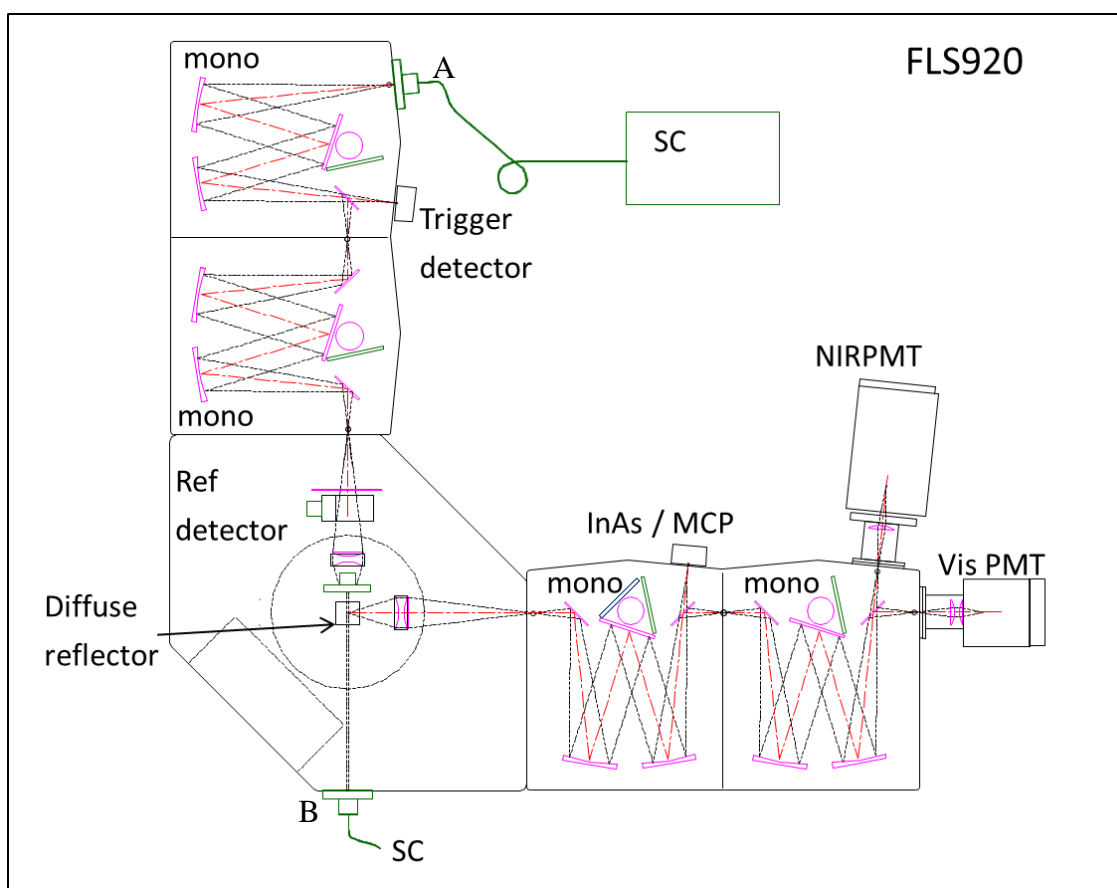 mono
A
FLS920
SC
Trigger
detector
mono
NIRPMT
Ref
detector
InAs / MCP
mono
mono
Vis PMT
Diffuse
reflector
B
SC